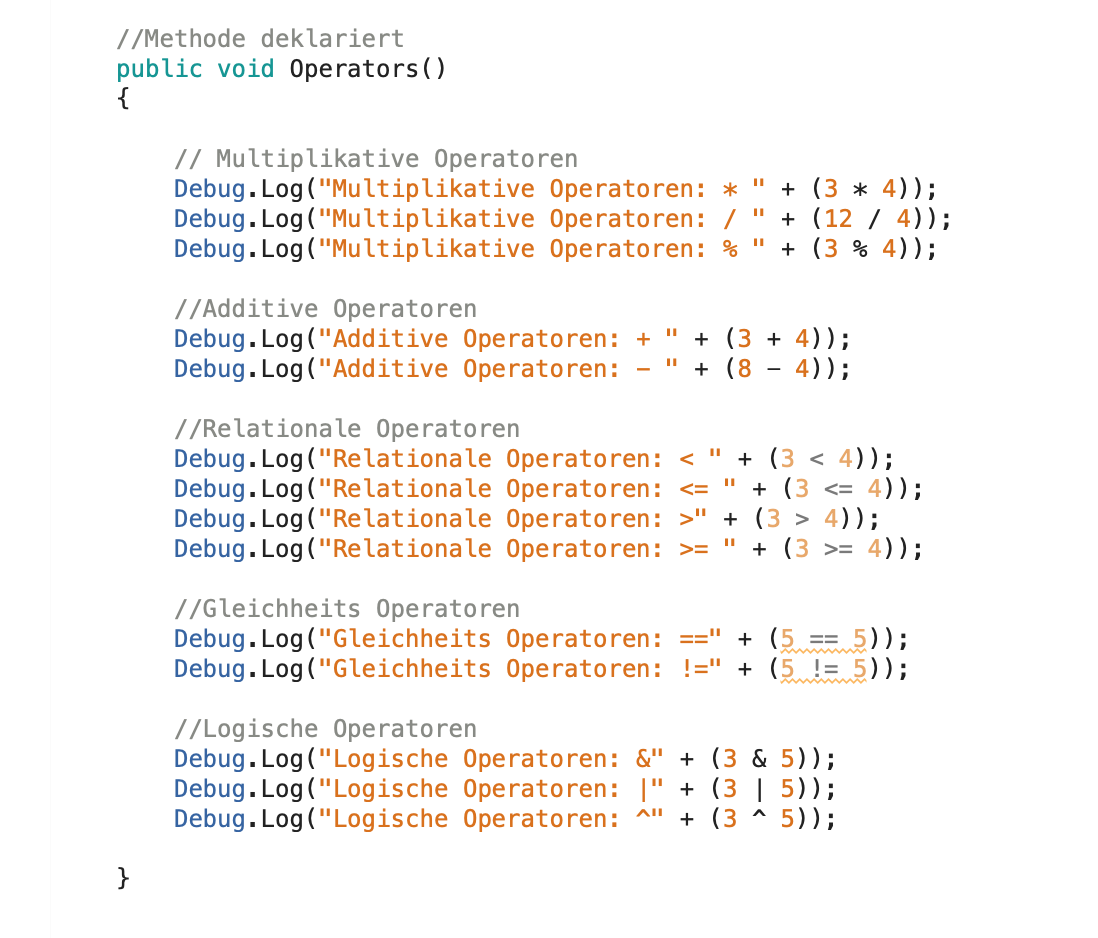 //Methode deklariert
public void Operators()
{
// Multiplikative Operatoren
Debug.Log("Multiplikative Operatoren: * " + (3 * 4));
Debug.Log("Multiplikative Operatoren: / " + (12 / 4));
Debug.Log("Multiplikative Operatoren: % " + (3 % 4));
//Additive Operatoren
Debug.Log("Additive Operatoren: + " + (3 + 4));
Debug.Log("Additive Operatoren: – " + (8 – 4));
//Relationale Operatoren
Debug.Log("Relationale Operatoren: < " + (3 < 4));
Debug.Log("Relationale Operatoren: <= " + (3 <= 4));
Debug.Log("Relationale Operatoren: >" + (3 > 4));
Debug.Log("Relationale Operatoren: >= " + (3 >= 4));
//Gleichheits Operatoren
Debug.Log("Gleichheits Operatoren: ==" + (5 == 5));
Debug.Log("Gleichheits Operatoren: !=" + (5 != 5));
//Logische Operatoren
Debug.Log("Logische Operatoren: &" + (3 & 5));
Debug.Log("Logische Operatoren: |" + (3 | 5));
Debug.Log("Logische Operatoren: ^" + (3 ^ 5));
}